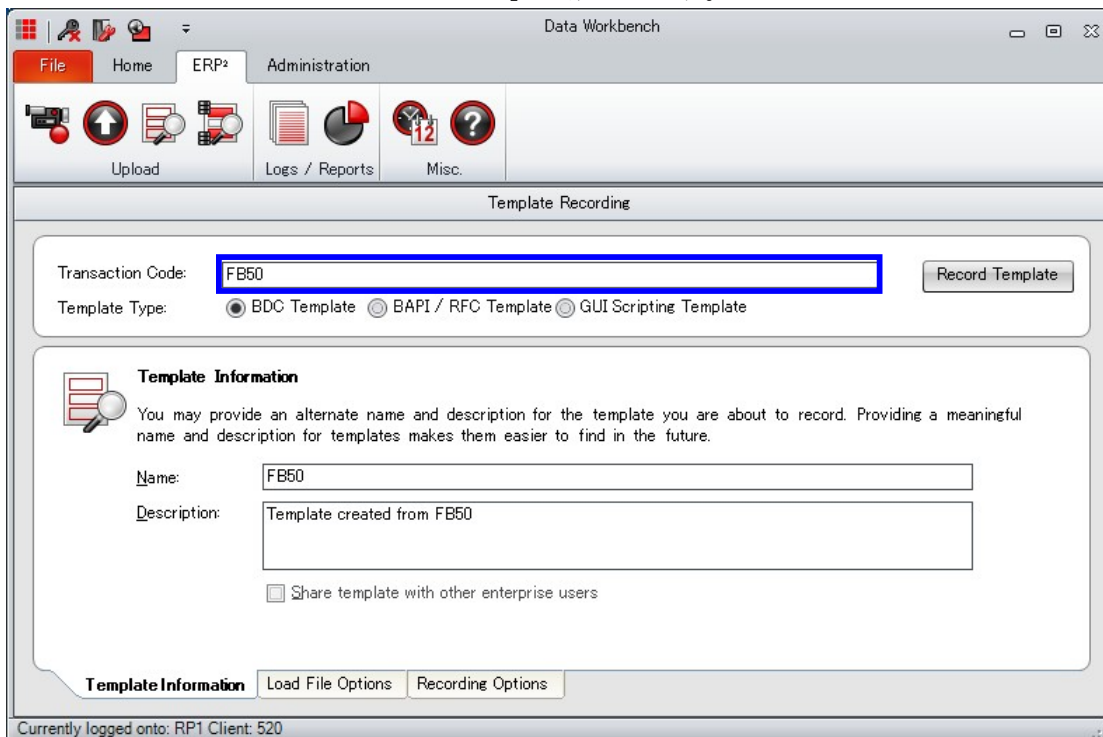 Data Workbench
File Home ERP² Administration
12
Upload Logs / Reports Misc.
Template Recording
Transaction Code: FB50 Record Template
Template Type: BDC Template BAPI / RFC Template GUI Scripting Template
Template Information
You may provide an alternate name and description for the template you are about to record. Providing a meaningful
name and description for templates makes them easier to find in the future.
Name: FB50
Description: Template created from FB50
Share template with other enterprise users
Template Information Load File Options Recording Options
Currently logged onto: RP1 Client: 520